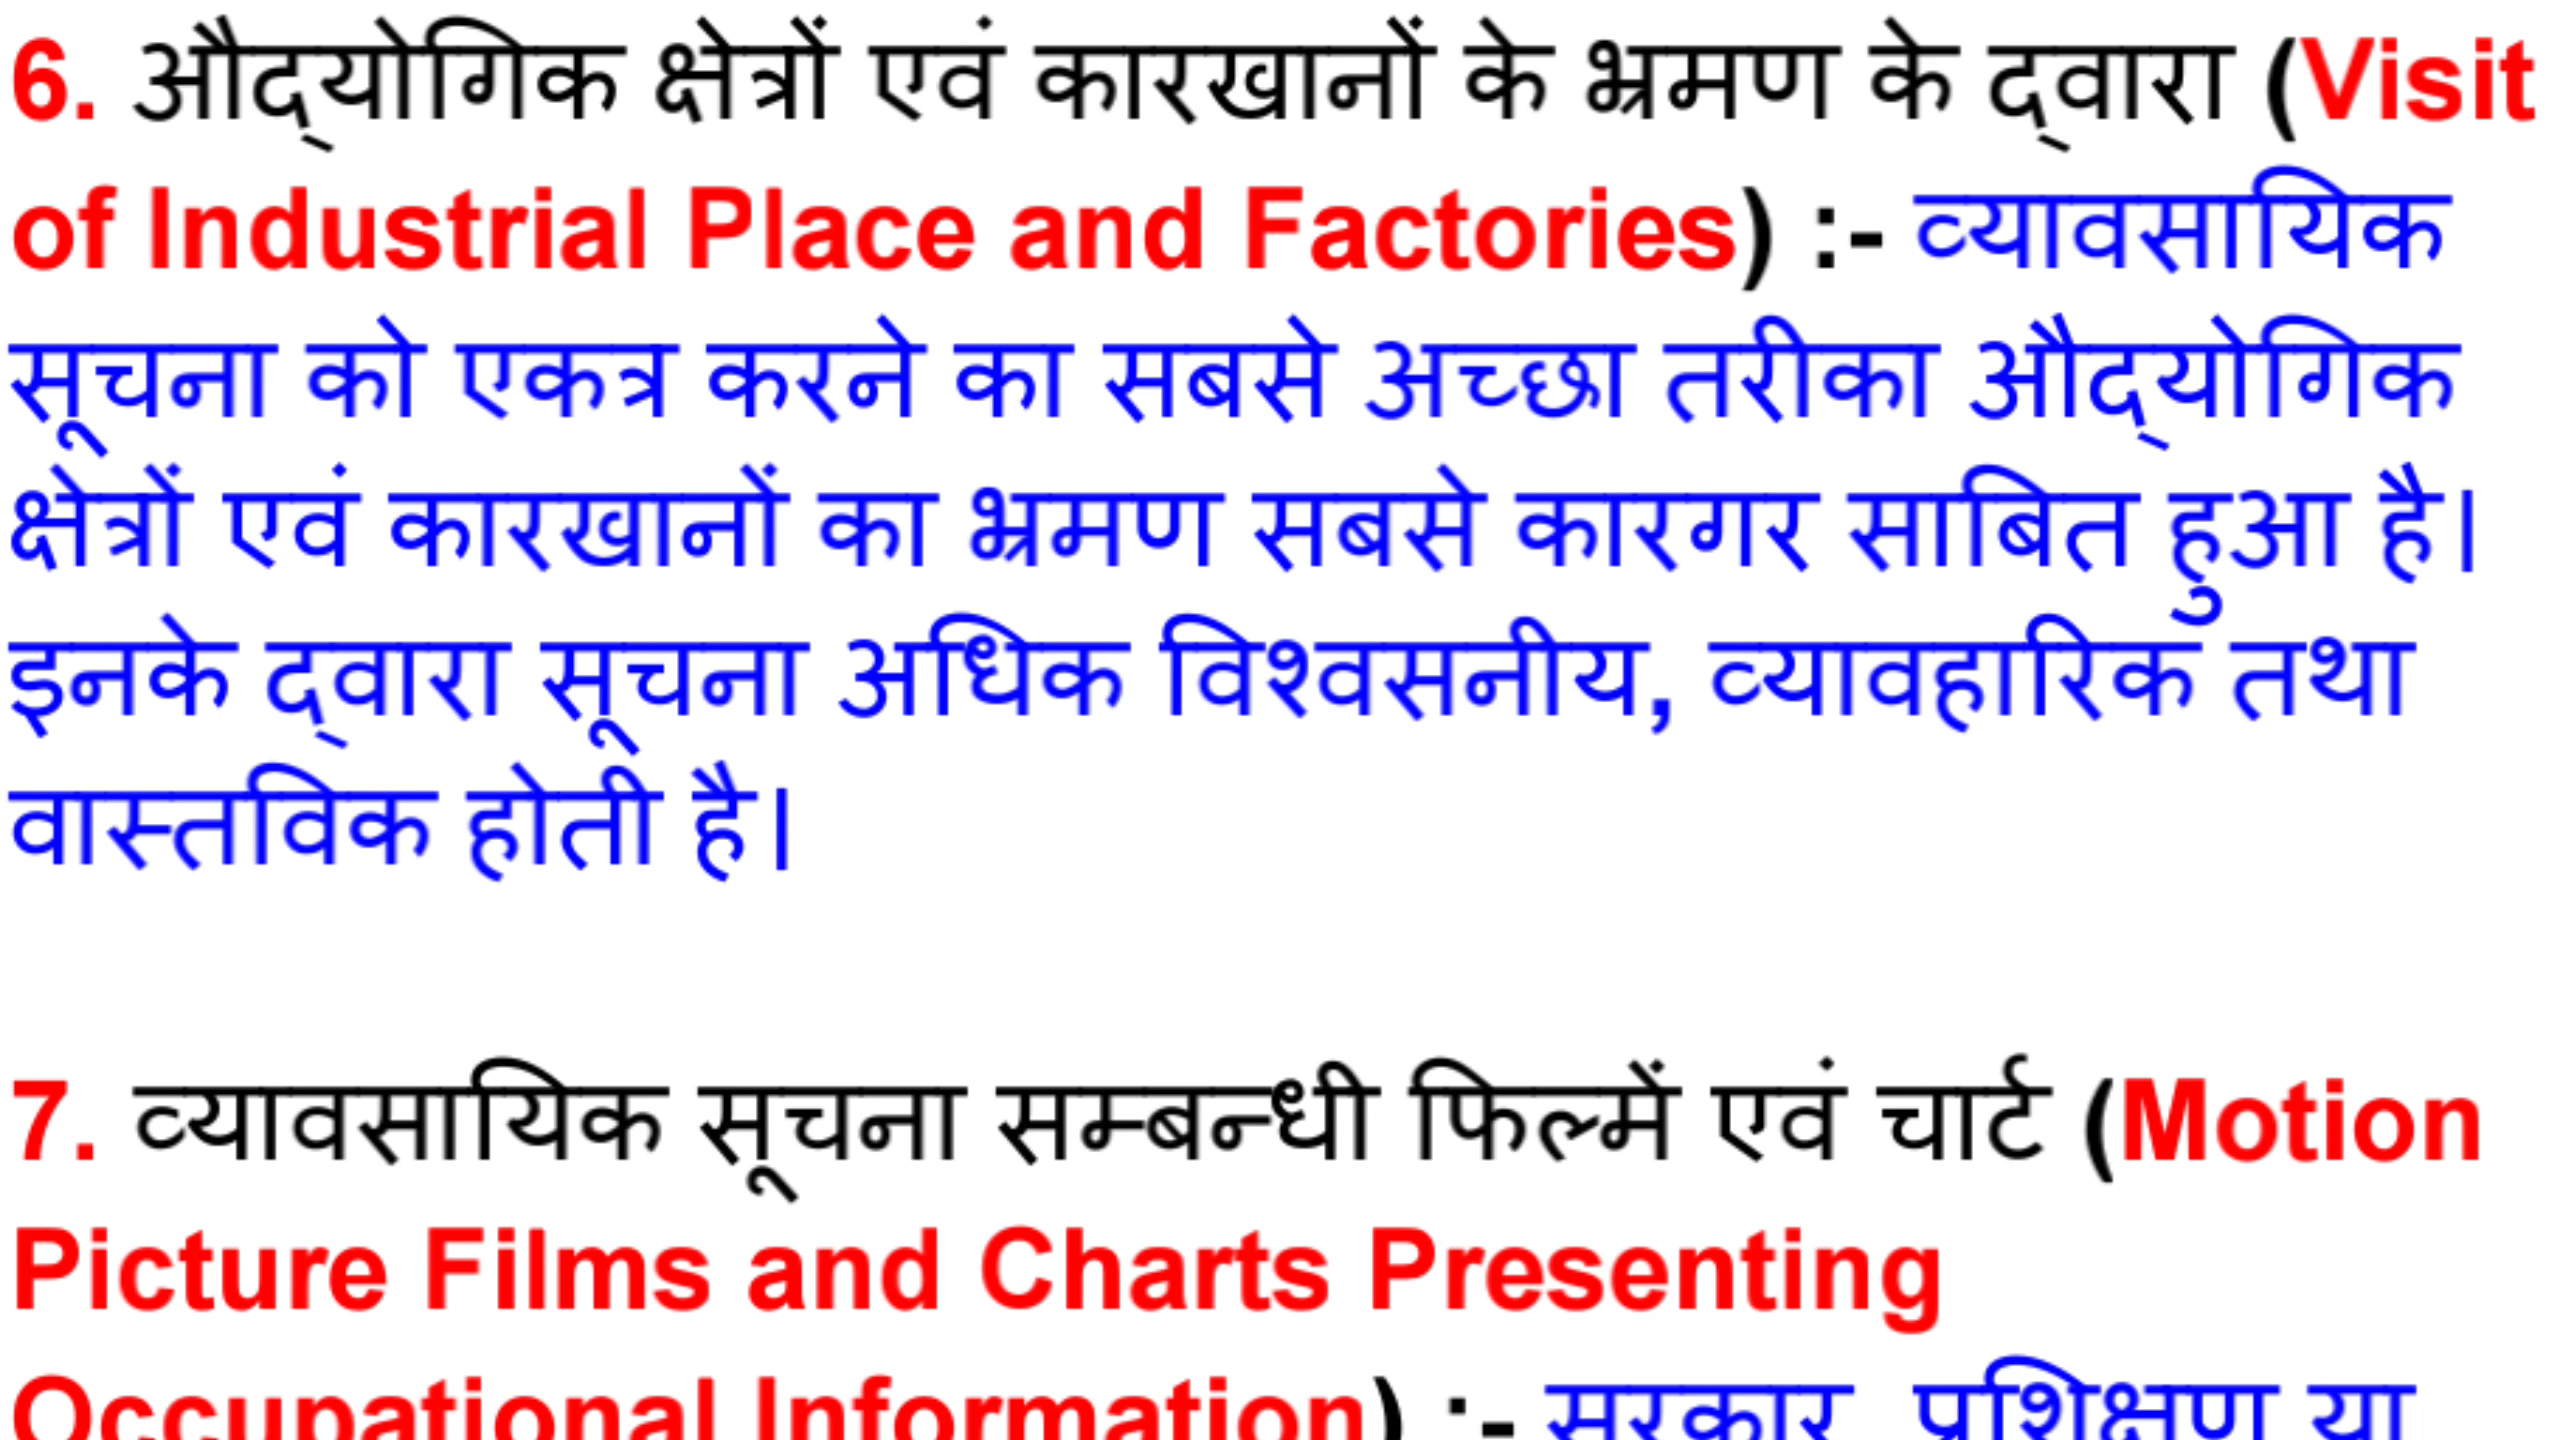 6. औद्योगिक क्षेत्रों एवं कारखानों के भ्रमण के द्वारा (Visit
of Industrial Place and Factories) :- व्यावसायिक
सूचना को एकत्र करने का सबसे अच्छा तरीका औद्योगिक
क्षेत्रों एवं कारखानों का भ्रमण सबसे कारगर साबित हुआ है।
इनके द्वारा सूचना अधिक विश्वसनीय, व्यावहारिक तथा
वास्तविक होती है।
7. व्यावसायिक सूचना सम्बन्धी फिल्में एवं चार्ट (Motion
Picture Films and Charts Presenting
Occupational Information) :- सरकार प्रशिक्षण या